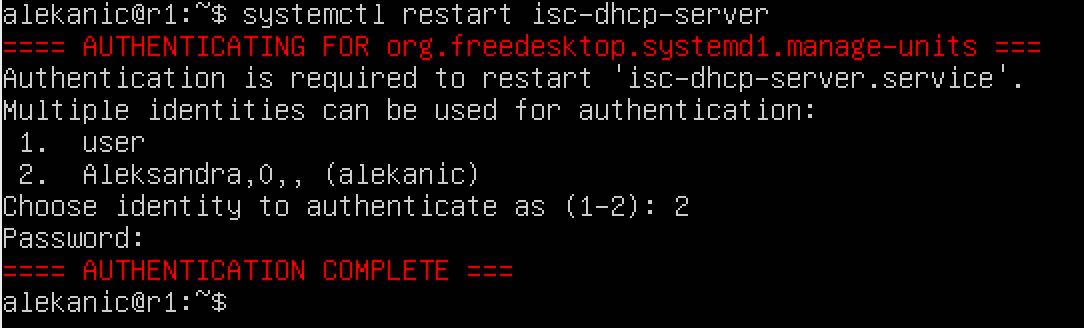 alekanic@r1:~$ systemctl restart isc-dhcp-server
==== AUTHENTICATING FOR org.freedesktop.systemd1.manage-units ===
Authentication is required to restart 'isc-dhcp-server.service'.
Multiple identities can be used for authentication:
 1.  user
 2.  Aleksandra,0,, (alekanic)
Choose identity to authenticate as (1-2): 2
Password:
==== AUTHENTICATION COMPLETE ===
alekanic@r1:~$